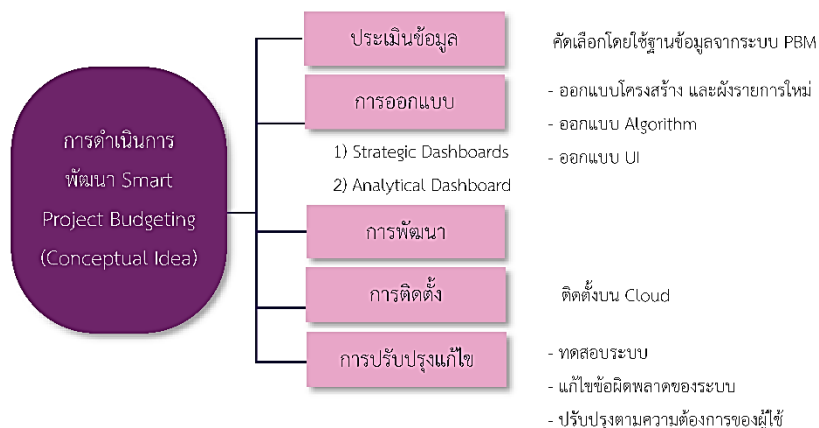 การดำเนินการ
พัฒนา Smart
Project Budgeting
(Conceptual Idea)
ประเมินข้อมูล
คัดเลือกโดยใช้ฐานข้อมูลจากระบบ PBM
การออกแบบ
1) Strategic Dashboards
2) Analytical Dashboard
- ออกแบบโครงสร้าง และผังรายการใหม่
- ออกแบบ Algorithm
- ออกแบบ UI
การพัฒนา
การติดตั้ง
ติดตั้งบน Cloud
การปรับปรุงแก้ไข
- ทดสอบระบบ
- แก้ไขข้อผิดพลาดของระบบ
- ปรับปรุงตามความต้องการของผู้ใช้